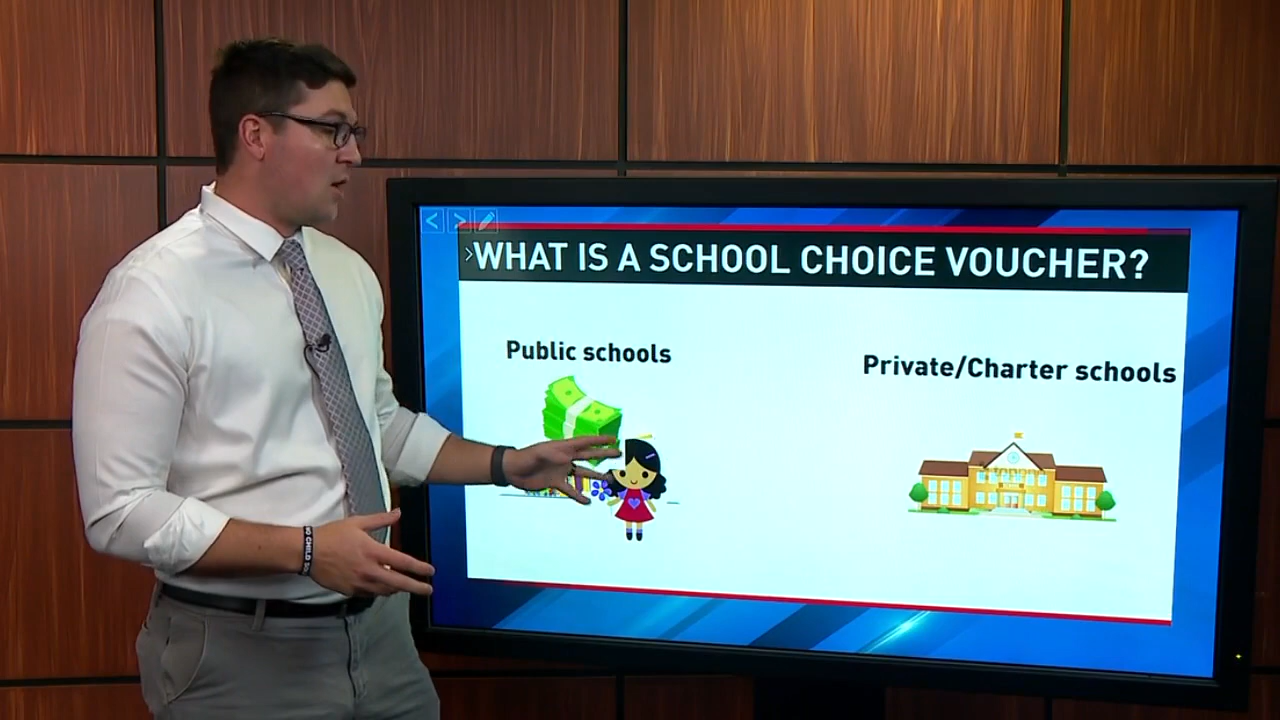 >WHAT IS A SCHOOL CHOICE VOUCHER?
Public schools
Private/Charter schools